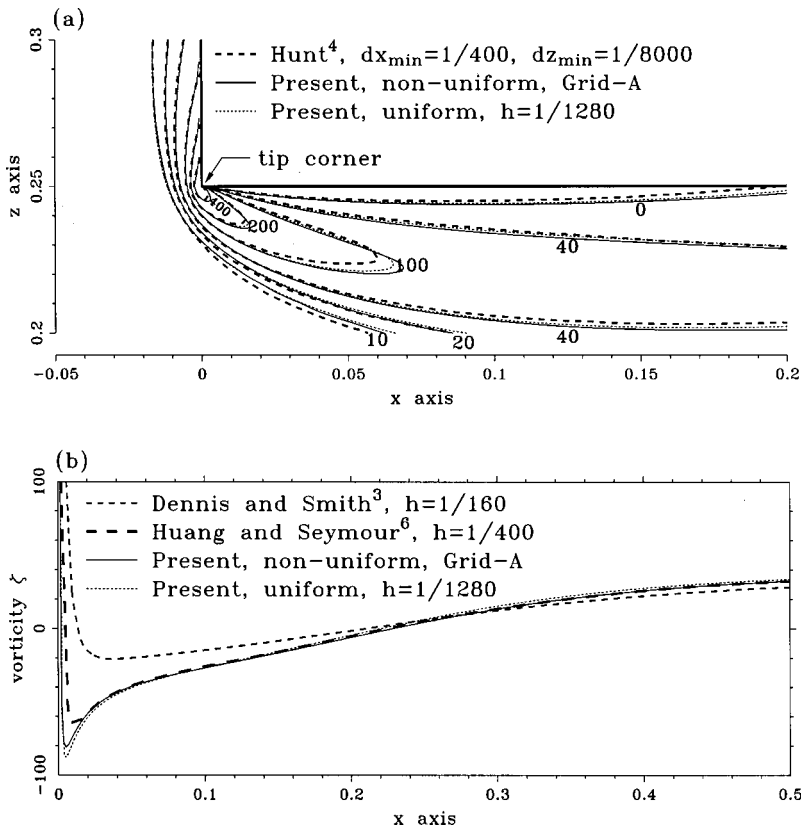 (a)
0.3
0.25
0.2
z axis
Hunt⁴, dx_min=1/400, dz_min=1/8000
Present, non-uniform, Grid-A
Present, uniform, h=1/1280
tip corner
400
200
100
0
40
10
20
40
-0.05
0
0.05
0.1
0.15
0.2
x axis
(b)
100
0
-100
vorticity ζ
Dennis and Smith³, h=1/160
Huang and Seymour⁶, h=1/400
Present, non-uniform, Grid-A
Present, uniform, h=1/1280
0
0.1
0.2
0.3
0.4
0.5
x axis